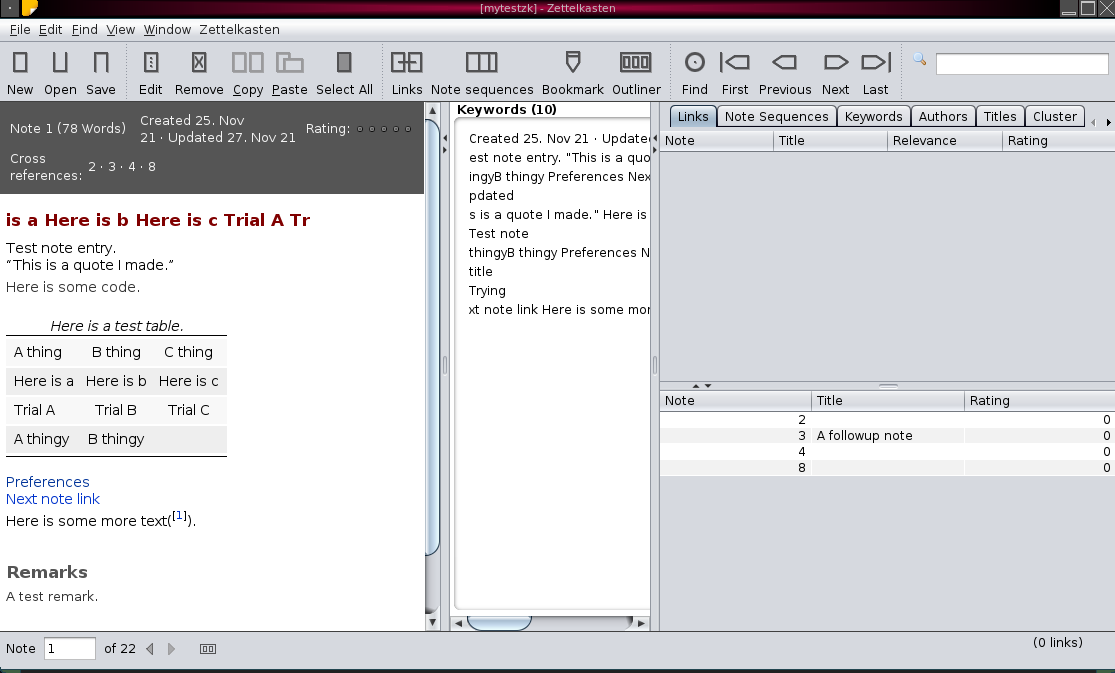 [mytestzk] - Zettelkasten
File Edit Find View Window Zettelkasten
New Open Save Edit Remove Copy Paste Select All Links Note sequences Bookmark Outliner Find First Previous Next Last
Note 1 (78 Words)
Created 25. Nov
21 · Updated 27. Nov 21
Rating:
Cross
references:
2 · 3 · 4 · 8
is a Here is b Here is c Trial A Tr
Test note entry.
“This is a quote I made.”
Here is some code.
Here is a test table.
A thing B thing C thing
Here is a Here is b Here is c
Trial A Trial B Trial C
A thingy B thingy
Preferences
Next note link
Here is some more text([1]).
Remarks
A test remark.
Keywords (10)
Created 25. Nov 21 · Update
est note entry. "This is a quo
ingyB thingy Preferences Nex
pdated
s is a quote I made." Here is
Test note
thingyB thingy Preferences N
title
Trying
xt note link Here is some mor
Links Note Sequences Keywords Authors Titles Cluster
Note Title Relevance Rating
Note Title Rating
2 0
3 A followup note 0
4 0
8 0
Note 1 of 22
(0 links)